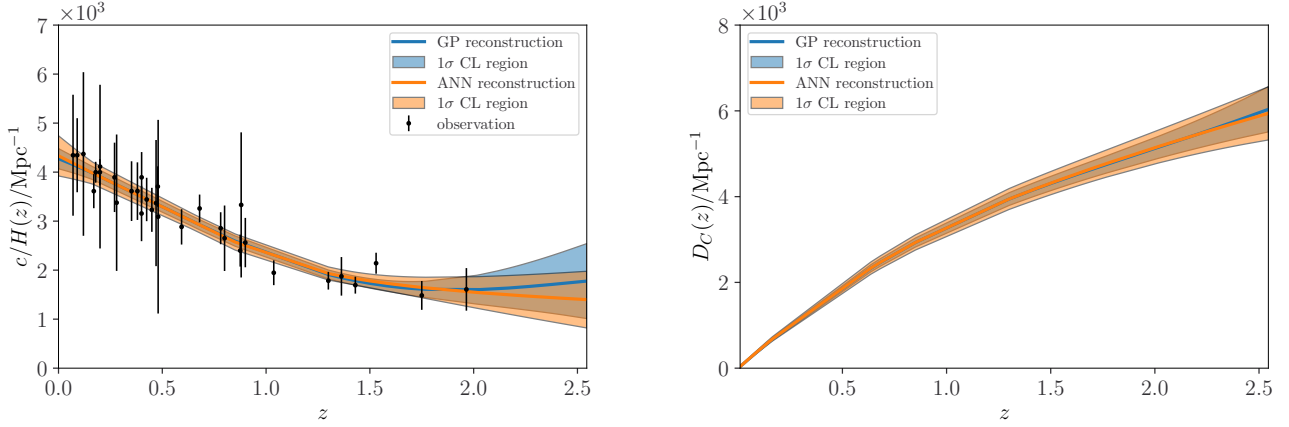 ×10³
7
6
5
4
3
2
1
0
c/H(z)/Mpc⁻¹
GP reconstruction
1σ CL region
ANN reconstruction
1σ CL region
observation
0.0 0.5 1.0 1.5 2.0 2.5
z
×10³
8
6
4
2
0
D_C(z)/Mpc⁻¹
GP reconstruction
1σ CL region
ANN reconstruction
1σ CL region
0.5 1.0 1.5 2.0 2.5
z